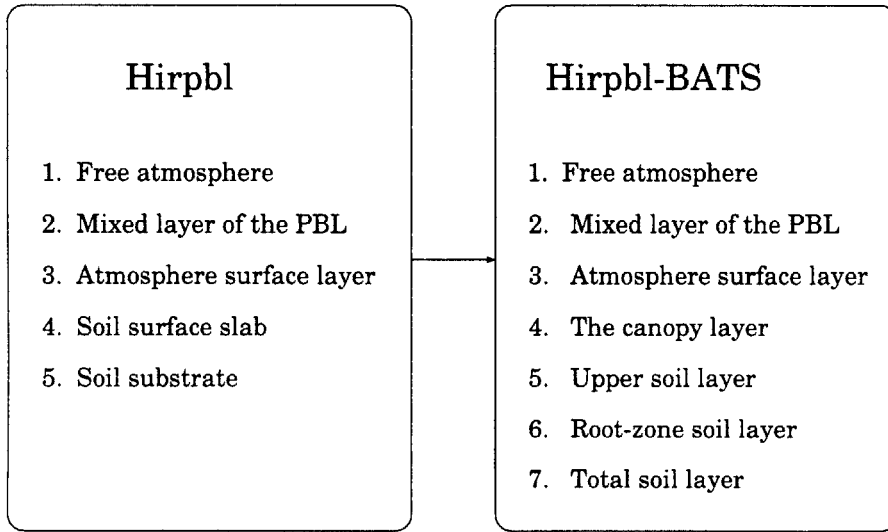 Hirpbl
1. Free atmosphere
2. Mixed layer of the PBL
3. Atmosphere surface layer
4. Soil surface slab
5. Soil substrate
Hirpbl-BATS
1. Free atmosphere
2. Mixed layer of the PBL
3. Atmosphere surface layer
4. The canopy layer
5. Upper soil layer
6. Root-zone soil layer
7. Total soil layer